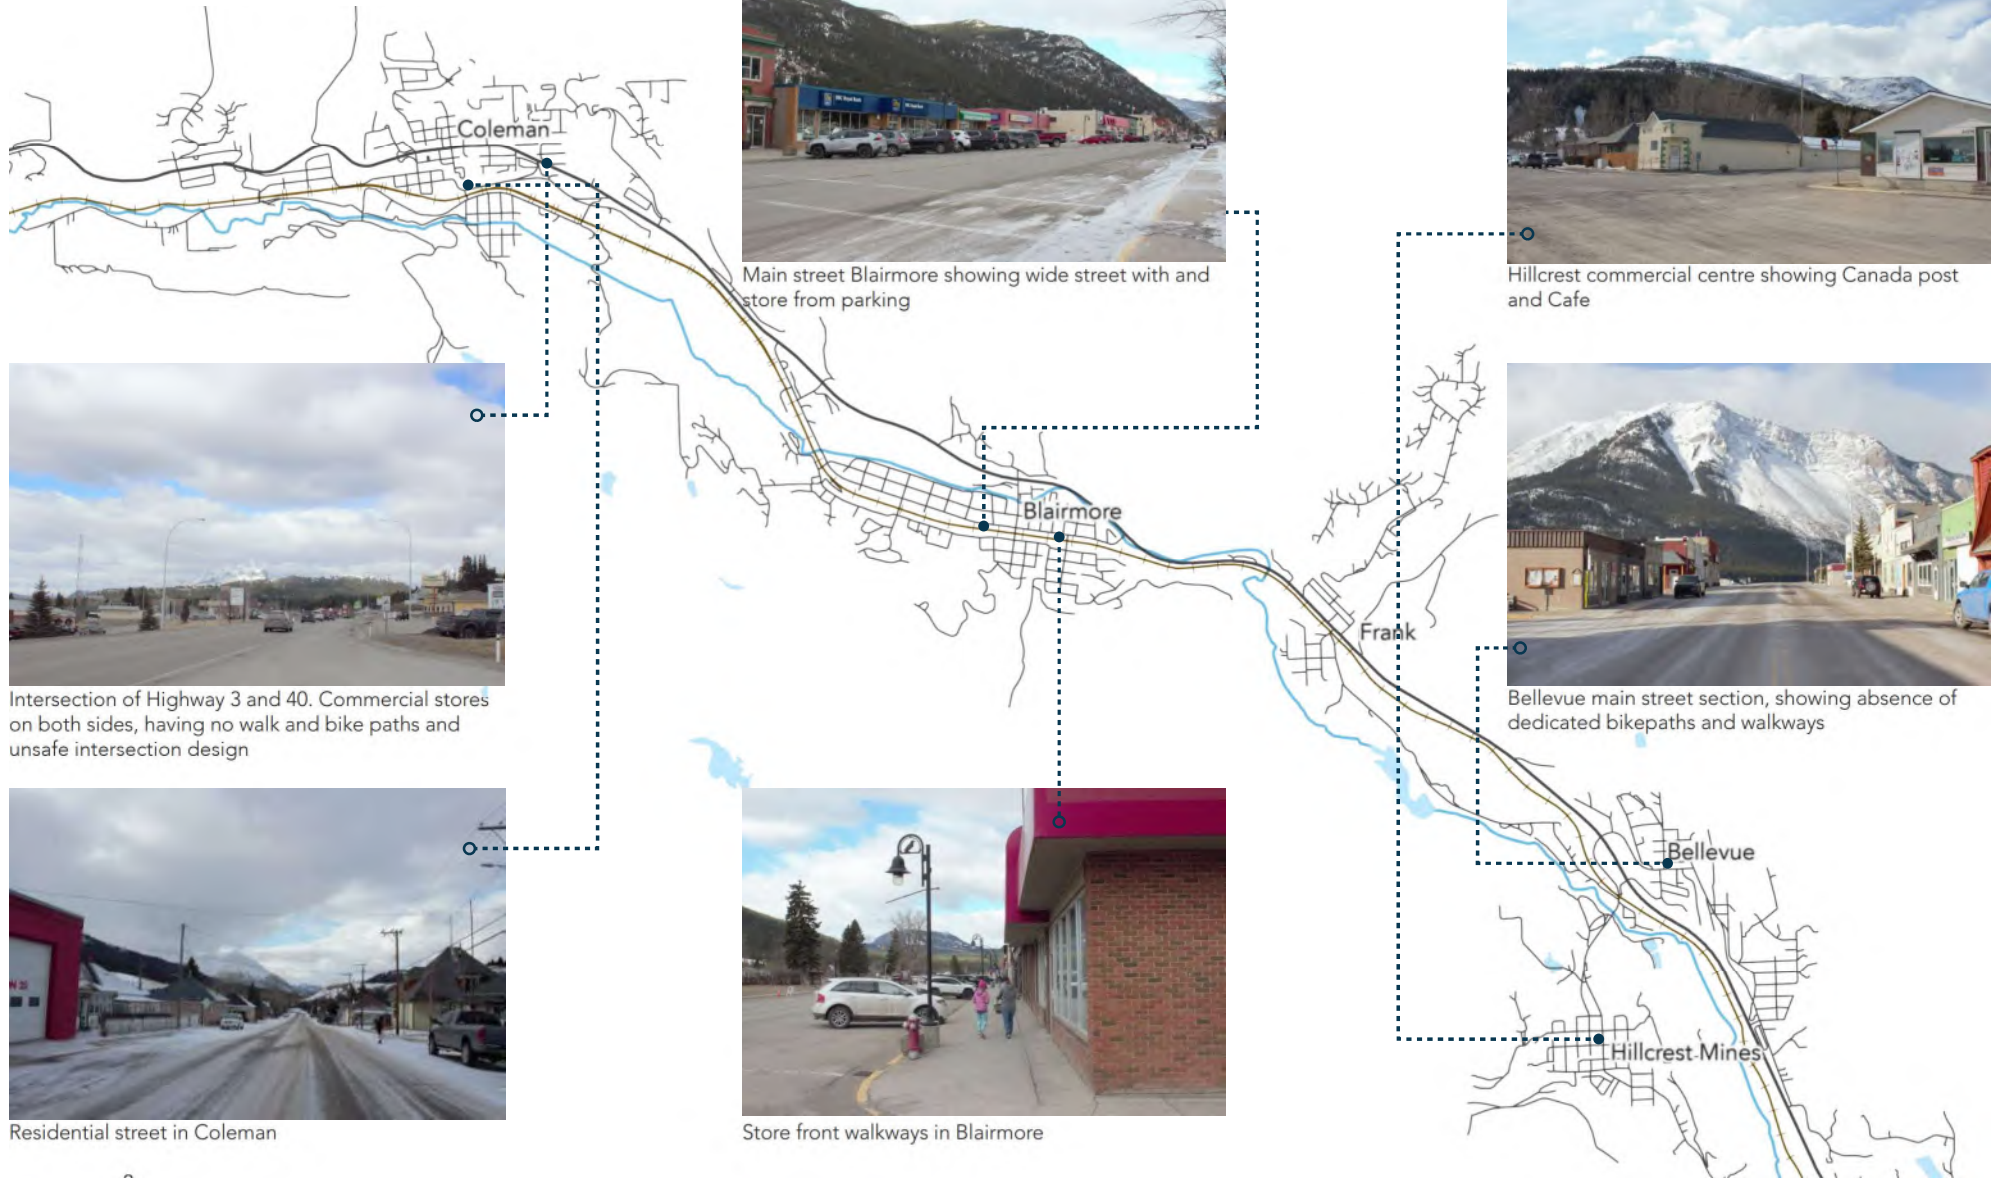 Coleman
Main street Blairmore showing wide street with and
store from parking
Hillcrest commercial centre showing Canada post
and Cafe
Blairmore
Frank
Intersection of Highway 3 and 40. Commercial stores
on both sides, having no walk and bike paths and
unsafe intersection design
Bellevue main street section, showing absence of
dedicated bikepaths and walkways
Bellevue
Hillcrest Mines
Residential street in Coleman
Store front walkways in Blairmore